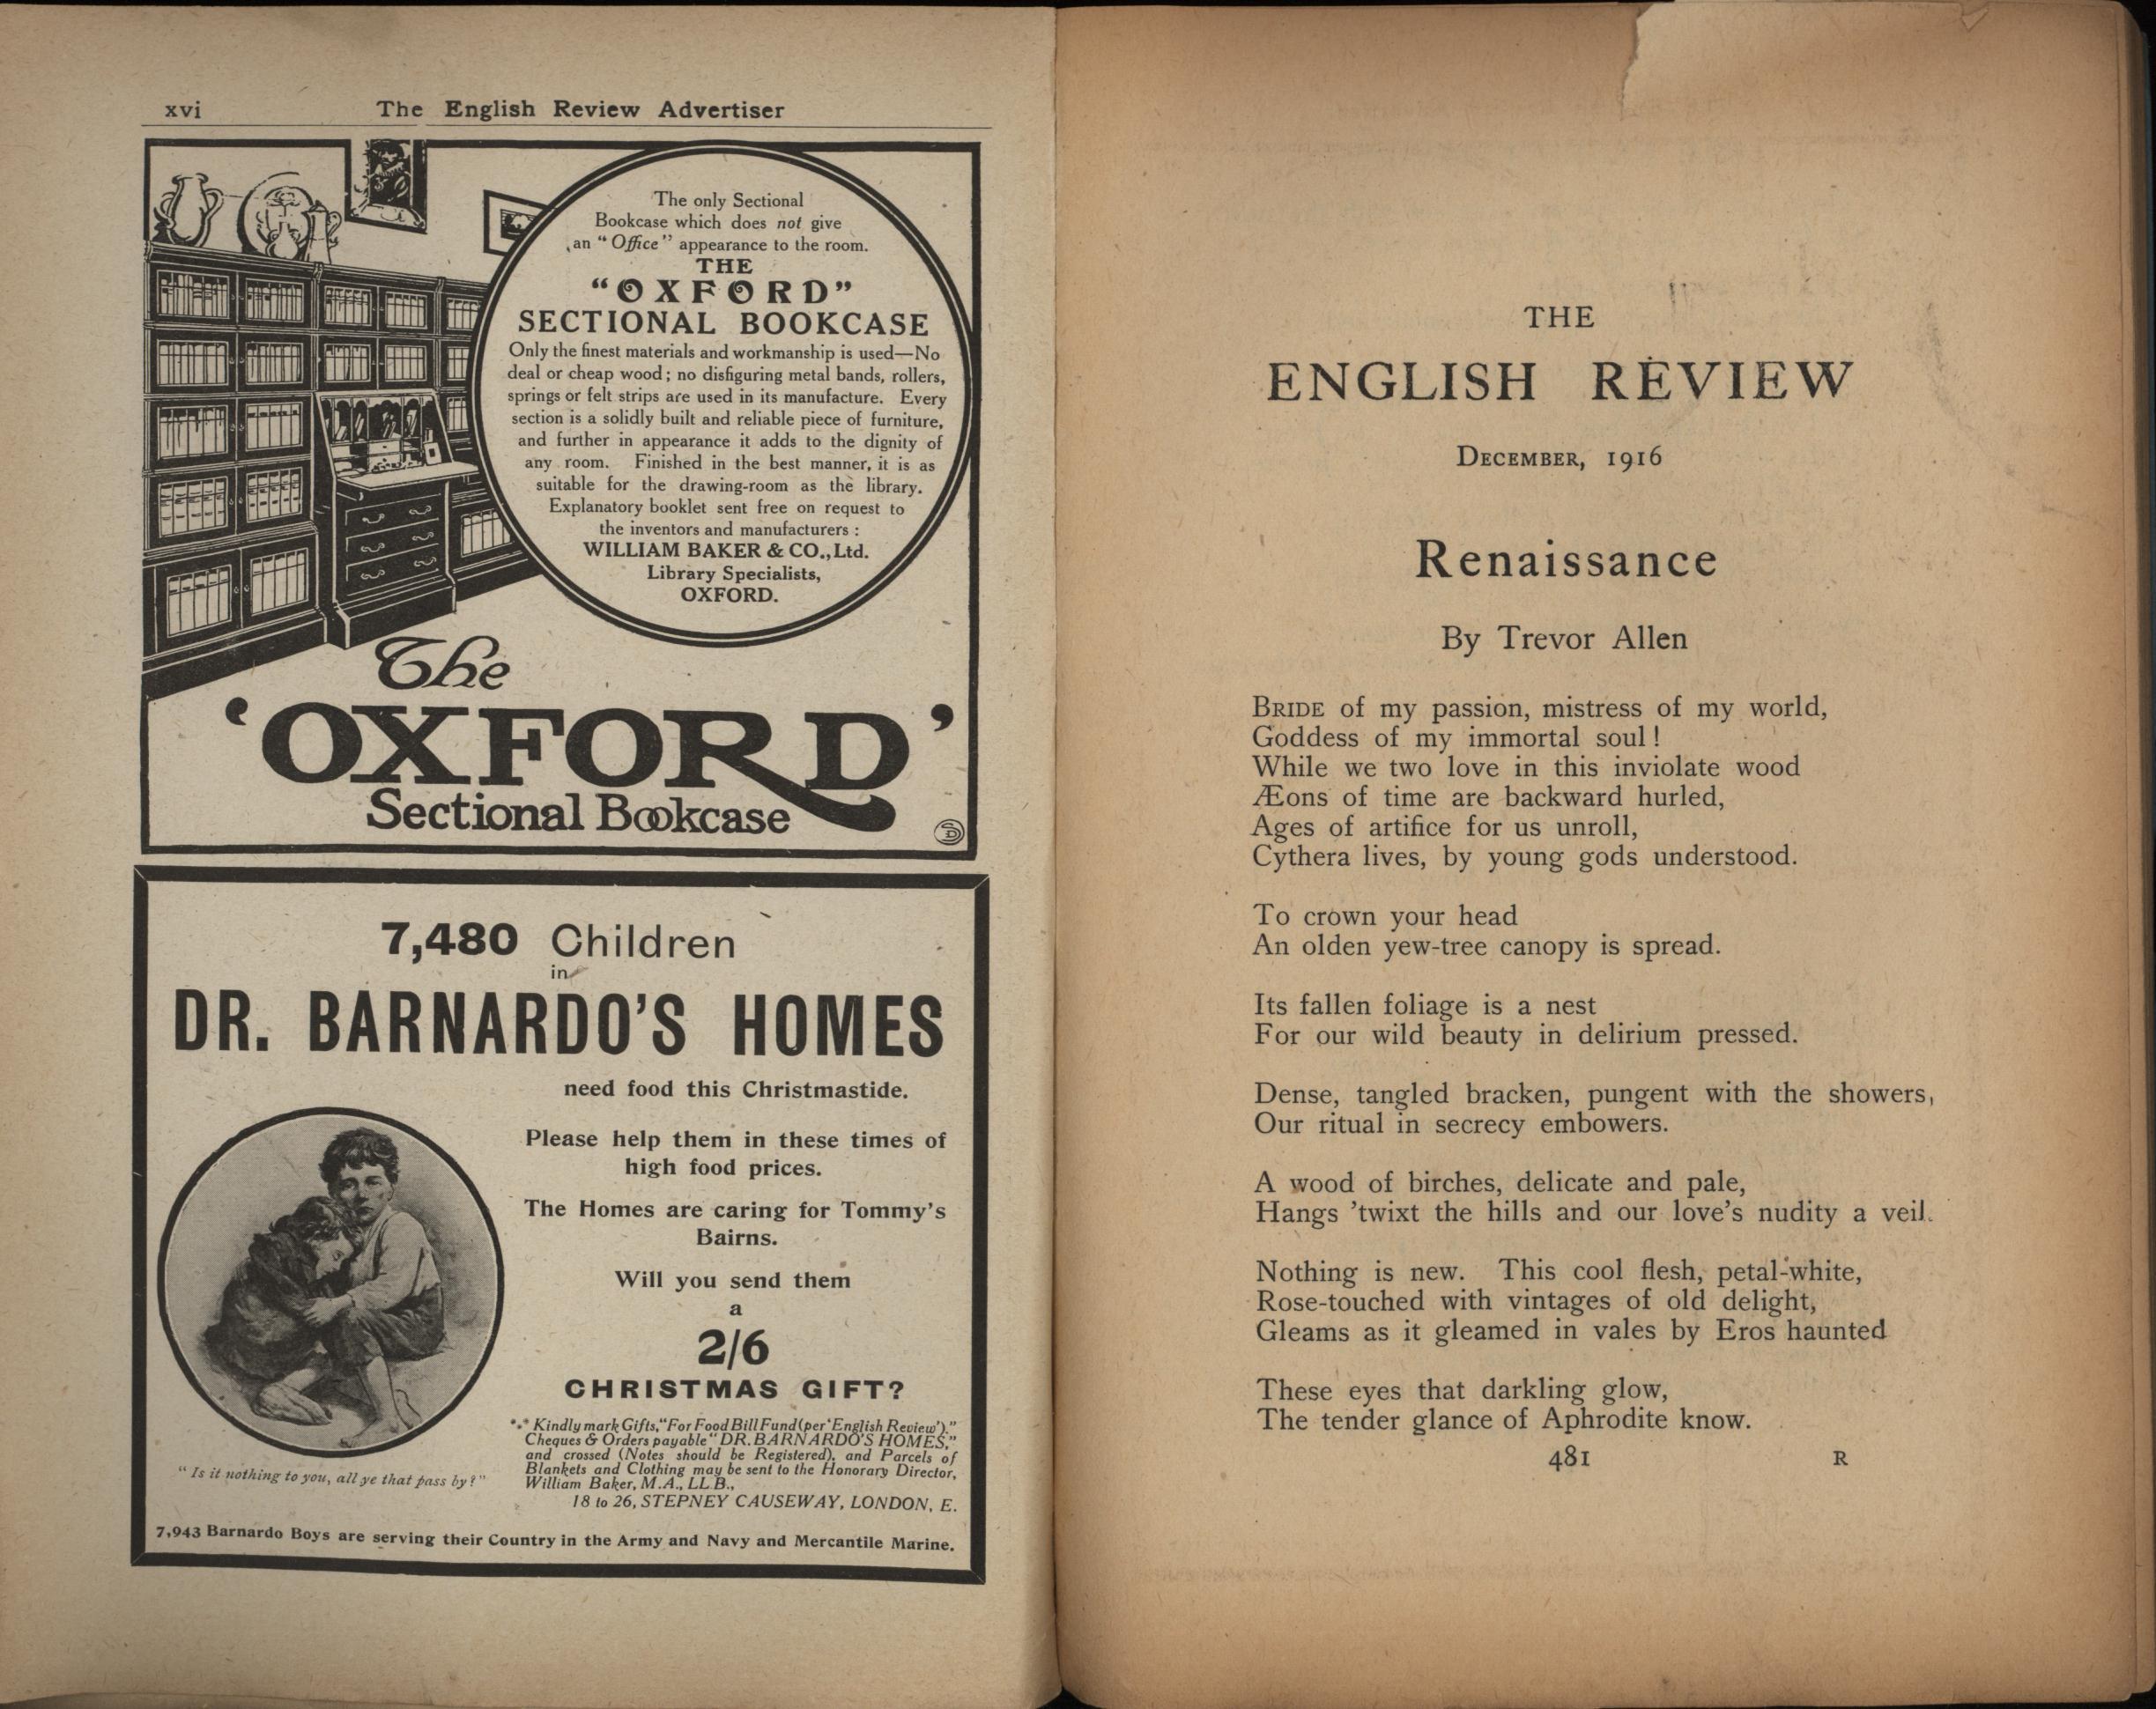 xvi The English Review Advertiser
The only Sectional
Bookcase which does not give
an "Office" appearance to the room.
THE
"OXFORD"
SECTIONAL BOOKCASE
Only the finest materials and workmanship is used—No
deal or cheap wood; no disfiguring metal bands, rollers,
springs or felt strips are used in its manufacture. Every
section is a solidly built and reliable piece of furniture,
and further in appearance it adds to the dignity of
any room. Finished in the best manner, it is as
suitable for the drawing-room as the library.
Explanatory booklet sent free on request to
the inventors and manufacturers:
WILLIAM BAKER & CO., Ltd.
Library Specialists,
OXFORD.
The
'OXFORD'
Sectional Bookcase
7,480 Children
in
DR. BARNARDO'S HOMES
need food this Christmastide.
Please help them in these times of
high food prices.
The Homes are caring for Tommy's
Bairns.
Will you send them
a
2/6
CHRISTMAS GIFT?
*** Kindly mark Gifts, "For Food Bill Fund (per 'English Review')."
Cheques & Orders payable "DR. BARNARDO'S HOMES,"
and crossed (Notes should be Registered), and Parcels of
Blankets and Clothing may be sent to the Honorary Director,
William Baker, M.A., LL.B.,
18 to 26, STEPNEY CAUSEWAY, LONDON, E.
"Is it nothing to you, all ye that pass by?"
7,943 Barnardo Boys are serving their Country in the Army and Navy and Mercantile Marine.
THE
ENGLISH REVIEW
DECEMBER, 1916
Renaissance
By Trevor Allen
BRIDE of my passion, mistress of my world,
Goddess of my immortal soul!
While we two love in this inviolate wood
Æons of time are backward hurled,
Ages of artifice for us unroll,
Cythera lives, by young gods understood.
To crown your head
An olden yew-tree canopy is spread.
Its fallen foliage is a nest
For our wild beauty in delirium pressed.
Dense, tangled bracken, pungent with the showers,
Our ritual in secrecy embowers.
A wood of birches, delicate and pale,
Hangs 'twixt the hills and our love's nudity a veil.
Nothing is new. This cool flesh, petal-white,
Rose-touched with vintages of old delight,
Gleams as it gleamed in vales by Eros haunted
These eyes that darkling glow,
The tender glance of Aphrodite know.
481 R